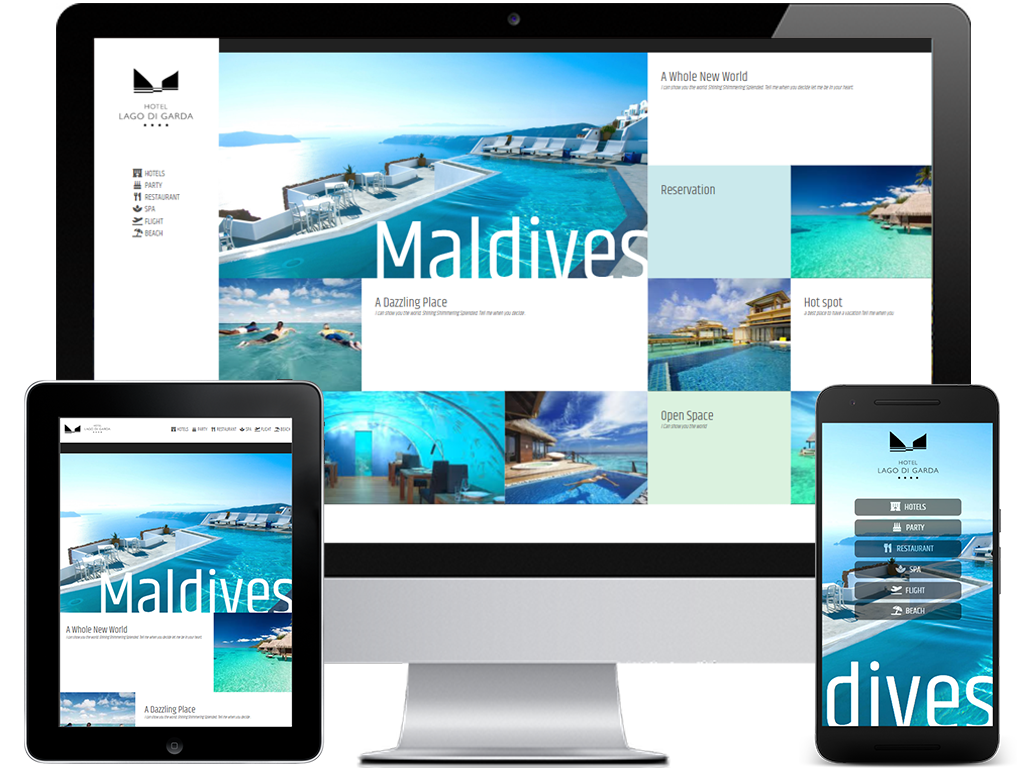 HOTEL
LAGO DI GARDA
HOTELS
PARTY
RESTAURANT
SPA
FLIGHT
BEACH
Maldives
A Whole New World
I can show you the world. Shining Shimmering Splended. Tell me when you decide let me be in your heart
Reservation
A Dazzling Place
I can show you the world. Shining Shimmering Splended. Tell me when you decide.
Hot spot
a best place to have a vacation Tell me when you.
Open Space
I Can show you the world
HOTEL
LAGO DI GARDA
HOTELS PARTY RESTAURANT SPA FLIGHT BEACH
Maldives
A Whole New World
I can show you the world. Shining Shimmering Splended. Tell me when you decide let me be in your heart
A Dazzling Place
I can show you the world. Shining Shimmering Splended. Tell me when you decide.
HOTEL
LAGO DI GARDA
HOTELS
PARTY
RESTAURANT
SPA
FLIGHT
BEACH
dives